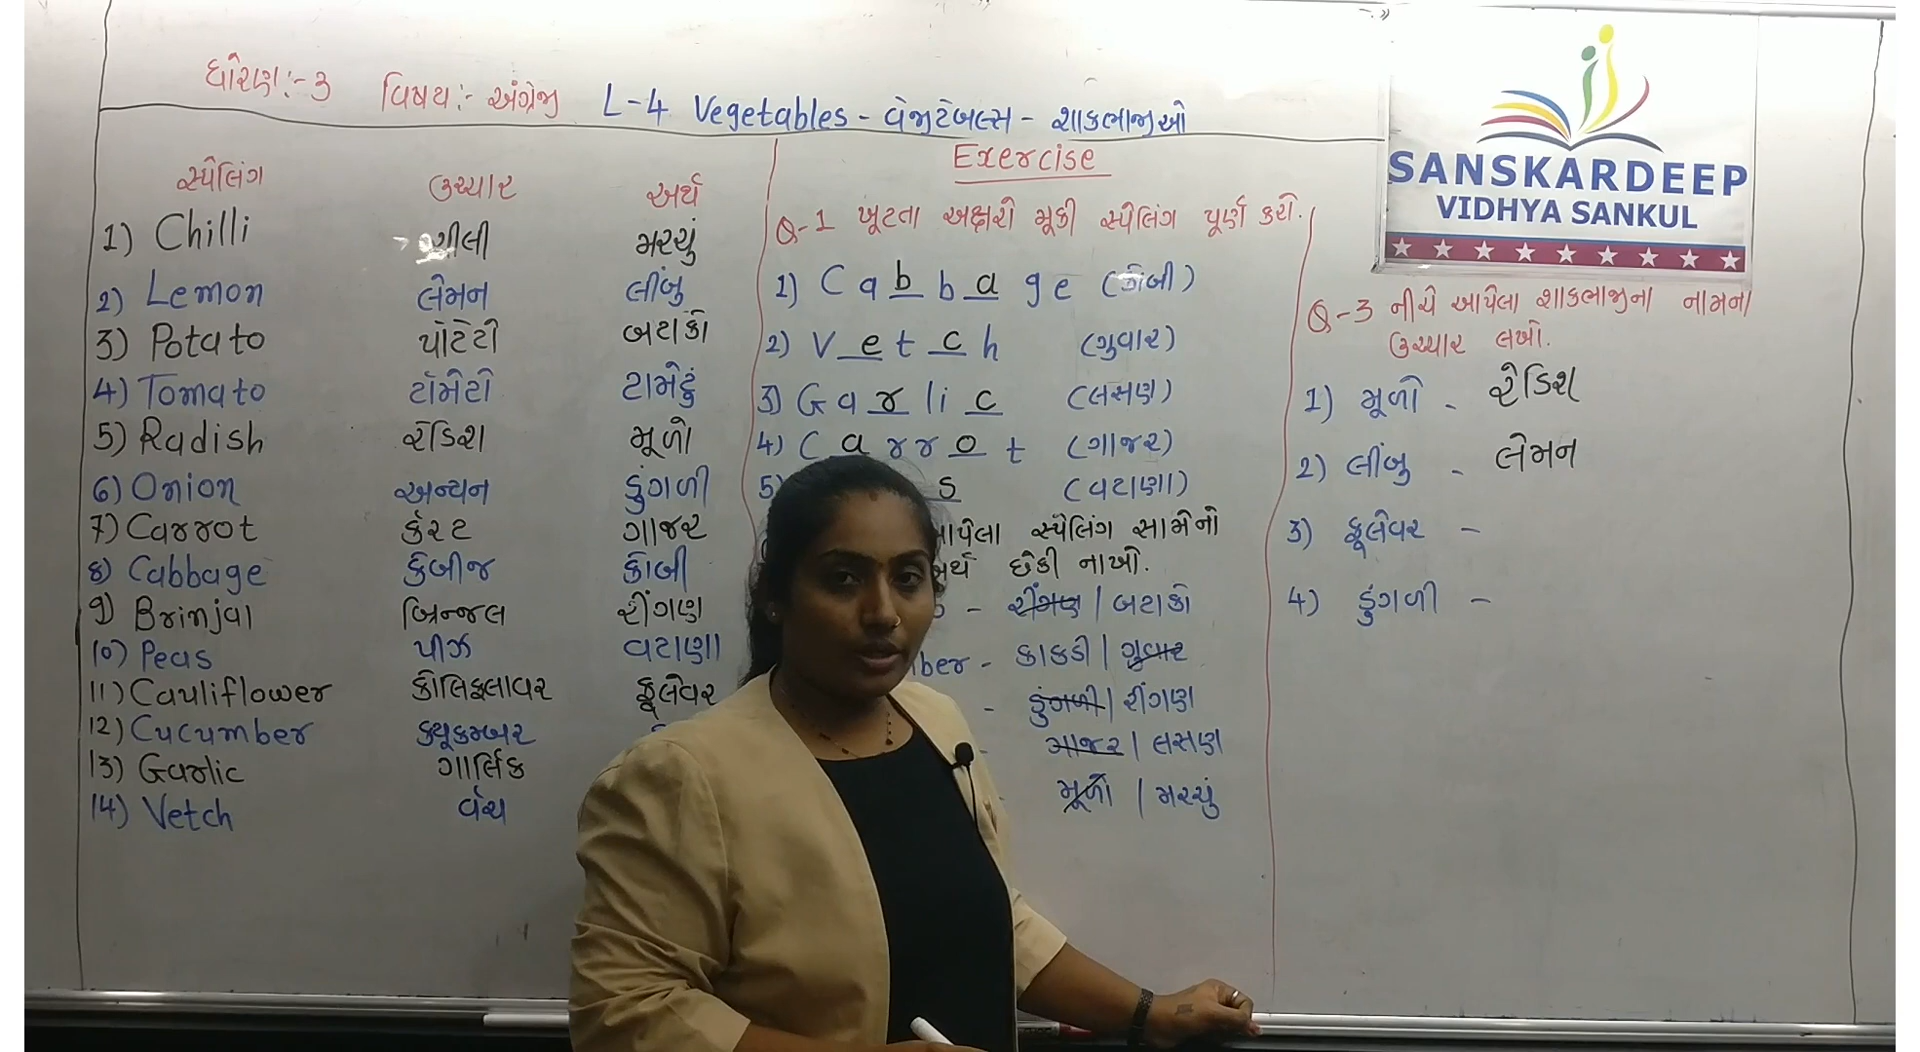 ધોરણ:- 3 વિષય:- અંગ્રેજી L-4 Vegetables - વેજીટેબલ્સ - શાકભાજીઓ
સ્પેલિંગ ઉચ્ચાર અર્થ
1) Chilli ચીલી મરચું
2) Lemon લેમન લીંબુ
3) Potato પોટેટો બટાકો
4) Tomato ટોમેટો ટામેટું
5) Radish રેડિશ મૂળો
6) Onion અન્યન ડુંગળી
7) Carrot કેરટ ગાજર
8) Cabbage કેબીજ કોબી
9) Brinjal બ્રિન્જલ રીંગણ
10) Peas પીઝ વટાણા
11) Cauliflower કોલિફલાવર ફૂલેવર
12) Cucumber ક્યૂકમ્બર
13) Garlic ગાર્લિક
14) Vetch વેચ
Exercise
Q-1 ખૂટતા અક્ષરો મૂકી સ્પેલિંગ પૂર્ણ કરો.
1) C a b b a g e (કોબી)
2) V e t c h (ગુવાર)
3) G a r l i c (લસણ)
4) C a r r o t (ગાજર)
5) s (વટાણા)
આપેલા સ્પેલિંગ સામેનો
અર્થ છેકી નાખો.
- રીંગણ | બટાકો
ber - કાકડી | ગુવાર
- ડુંગળી | રીંગણ
- ગાજર | લસણ
- મૂળો | મરચું
Q-3 નીચે આપેલા શાકભાજીના નામના
ઉચ્ચાર લખો.
1) મૂળો - રેડિશ
2) લીંબુ - લેમન
3) ફૂલેવર -
4) ડુંગળી -
SANSKARDEEP
VIDHYA SANKUL